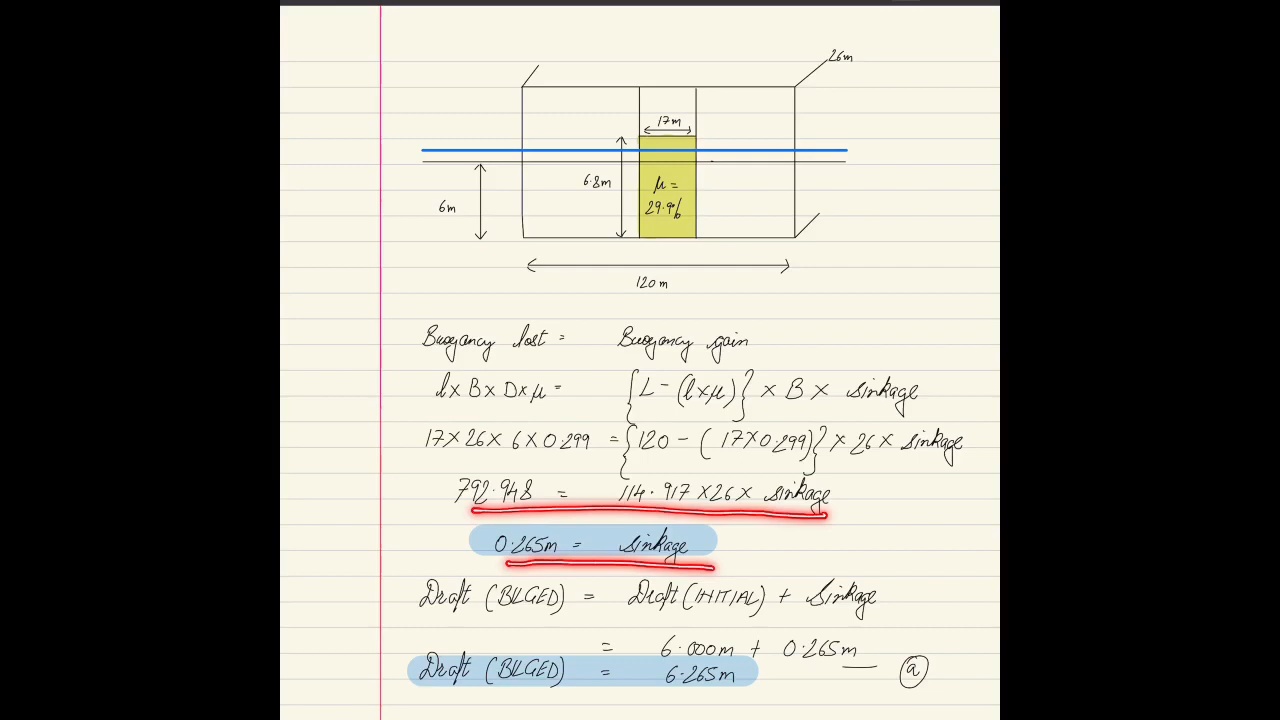 26m
17m
6.8m
μ =
29.9%
6m
120m
Buoyancy lost = Buoyancy gain
l x B x D x μ = {L - (l x μ)} x B x sinkage
17 x 26 x 6 x 0.299 = {120 - (17 x 0.299)} x 26 x sinkage
792.948 = 114.917 x 26 x sinkage
0.265m = sinkage
Draft (BILGED) = Draft (INITIAL) + Sinkage
= 6.000m + 0.265m
Draft (BILGED) = 6.265m
a